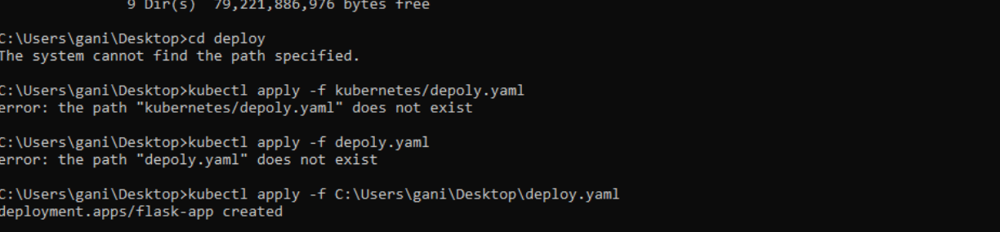 9 Dir(s)  79,221,886,976 bytes free
C:\Users\gani\Desktop>cd deploy
The system cannot find the path specified.
C:\Users\gani\Desktop>kubectl apply -f kubernetes/depoly.yaml
error: the path "kubernetes/depoly.yaml" does not exist
C:\Users\gani\Desktop>kubectl apply -f depoly.yaml
error: the path "depoly.yaml" does not exist
C:\Users\gani\Desktop>kubectl apply -f C:\Users\gani\Desktop\deploy.yaml
deployment.apps/flask-app created